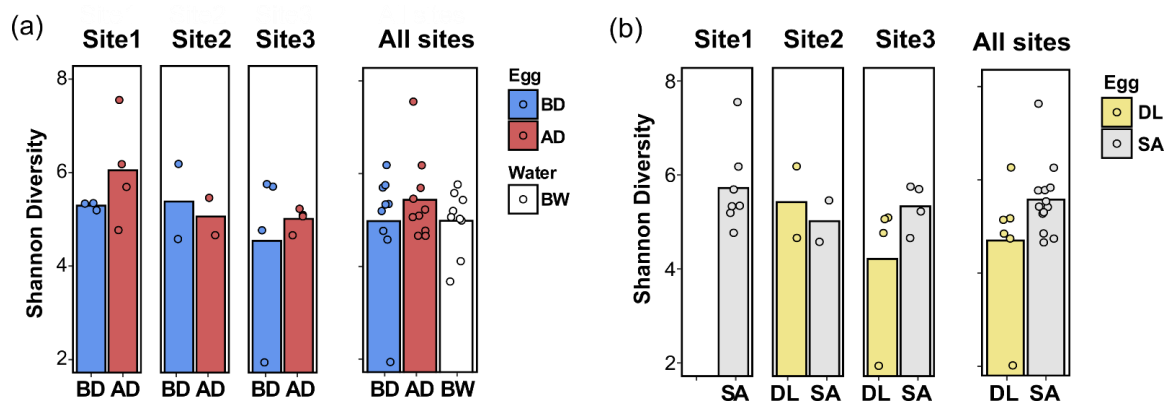 (a)
Site1 Site2 Site3 All sites
Shannon Diversity
8
6
4
2
BD AD BD AD BD AD BD AD BW
Egg
BD
AD
Water
BW
(b)
Site1 Site2 Site3 All sites
Shannon Diversity
8
6
4
2
SA DL SA DL SA DL SA
Egg
DL
SA